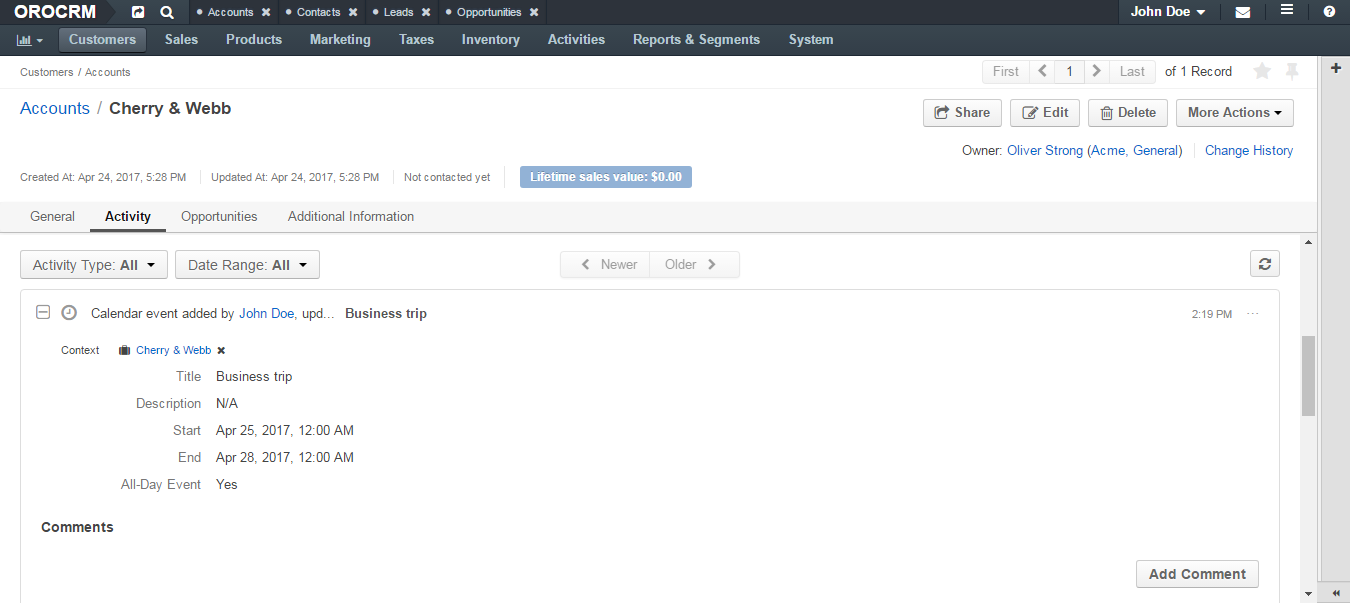 OROCRM Accounts Contacts Leads Opportunities John Doe
Customers Sales Products Marketing Taxes Inventory Activities Reports & Segments System
Customers / Accounts First 1 Last of 1 Record
Accounts / Cherry & Webb Share Edit Delete More Actions
Owner: Oliver Strong (Acme, General) Change History
Created At: Apr 24, 2017, 5:28 PM Updated At: Apr 24, 2017, 5:28 PM Not contacted yet Lifetime sales value: $0.00
General Activity Opportunities Additional Information
Activity Type: All Date Range: All Newer Older
Calendar event added by John Doe, upd... Business trip 2:19 PM ...
Context Cherry & Webb
Title Business trip
Description N/A
Start Apr 25, 2017, 12:00 AM
End Apr 28, 2017, 12:00 AM
All-Day Event Yes
Comments
Add Comment